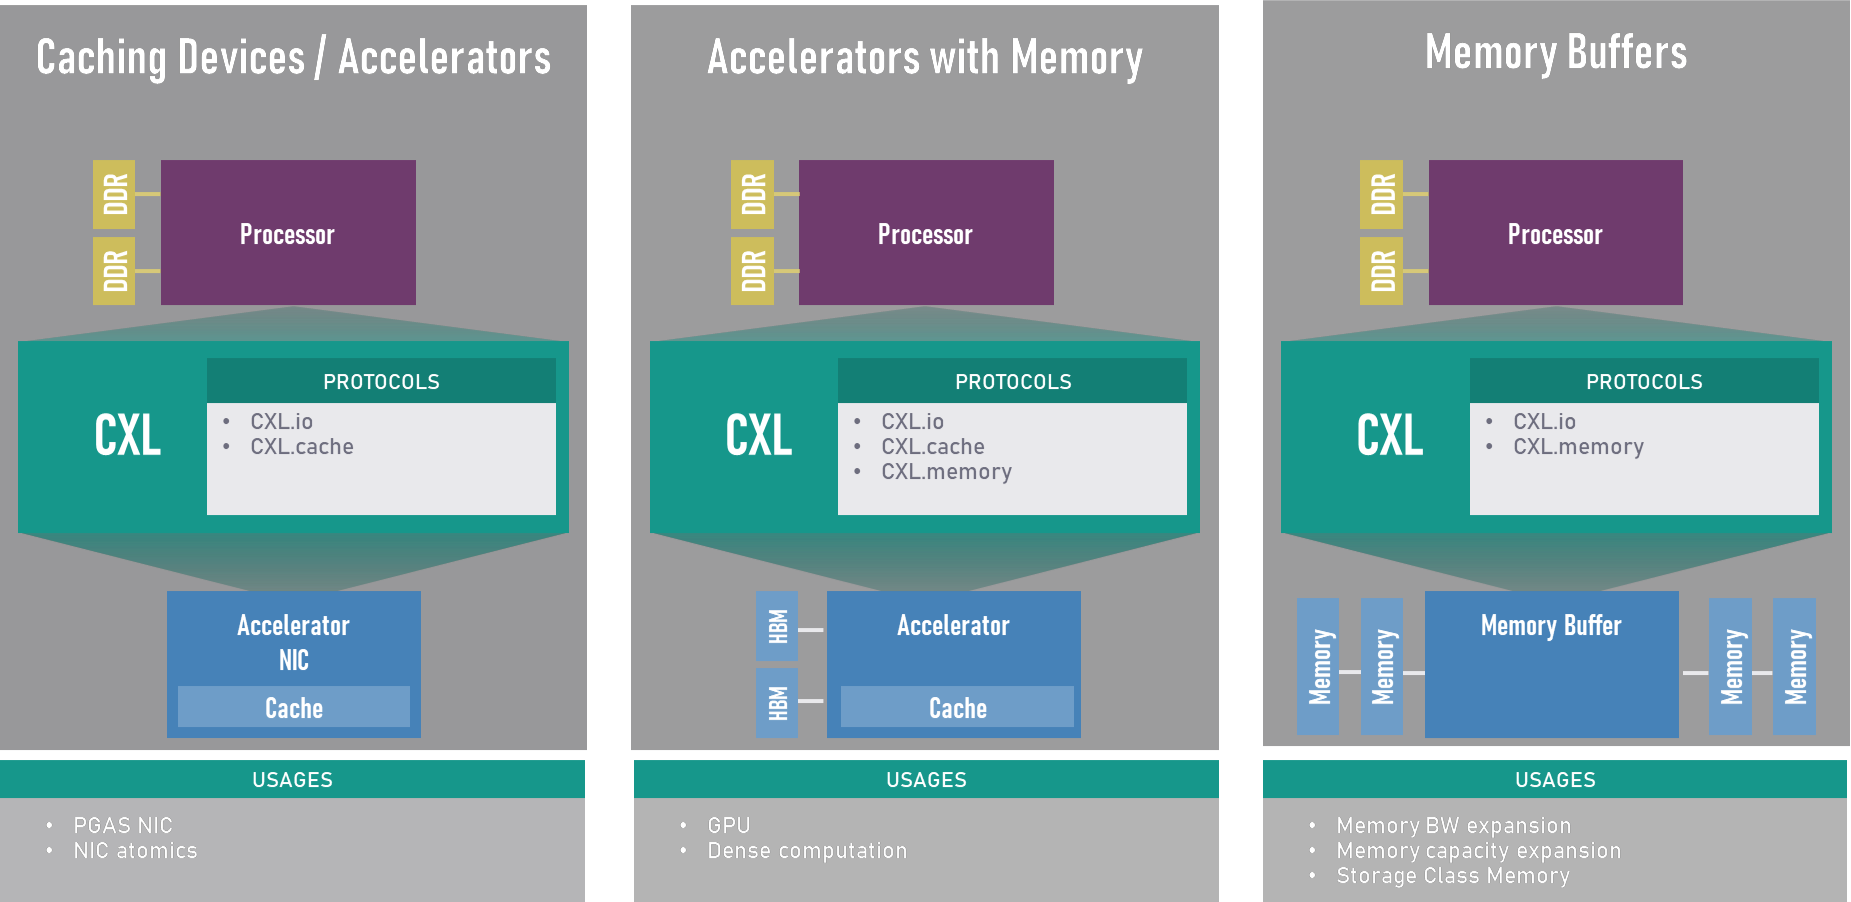 Caching Devices / Accelerators
DDR
DDR
Processor
CXL
PROTOCOLS
• CXL.io
• CXL.cache
Accelerator
NIC
Cache
USAGES
• PGAS NIC
• NIC atomics
Accelerators with Memory
DDR
DDR
Processor
CXL
PROTOCOLS
• CXL.io
• CXL.cache
• CXL.memory
HBM
HBM
Accelerator
Cache
USAGES
• GPU
• Dense computation
Memory Buffers
DDR
DDR
Processor
CXL
PROTOCOLS
• CXL.io
• CXL.memory
Memory
Memory
Memory Buffer
Memory
Memory
USAGES
• Memory BW expansion
• Memory capacity expansion
• Storage Class Memory